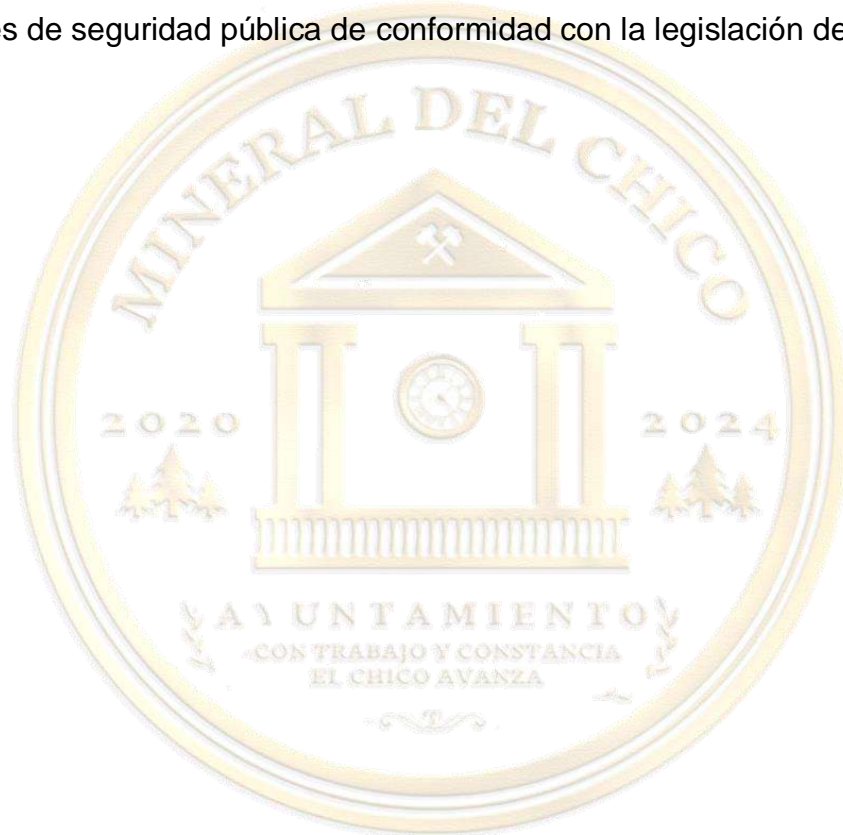 es de seguridad pública de conformidad con la legislación de
MINERAL DEL CHICO
2020 2024
AYUNTAMIENTO
CON TRABAJO Y CONSTANCIA
EL CHICO AVANZA